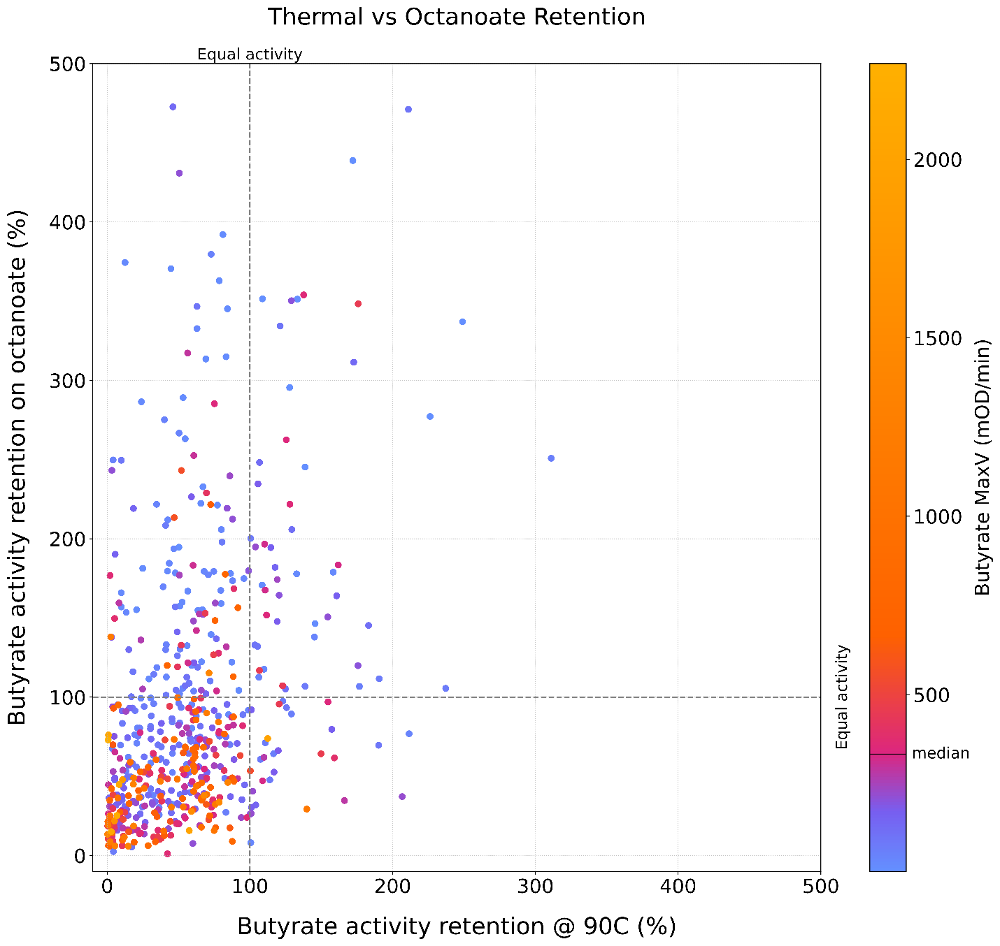 Thermal vs Octanoate Retention
Equal activity
500
400
300
200
100
0
Butyrate activity retention on octanoate (%)
0
100
200
300
400
500
Butyrate activity retention @ 90C (%)
Equal activity
2000
1500
1000
500
median
Butyrate MaxV (mOD/min)